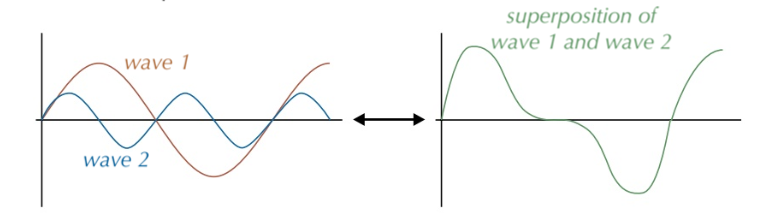 superposition of
wave 1 and wave 2
wave 1
wave 2